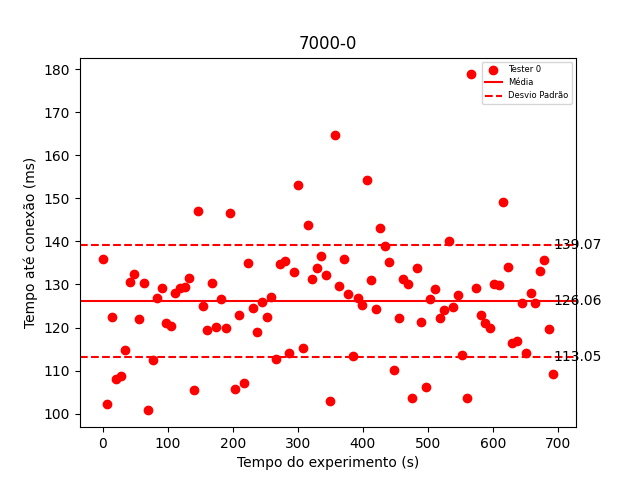 7000-0
Tempo até conexão (ms)
180
170
160
150
140
130
120
110
100
Tester 0
Média
Desvio Padrão
139.07
126.06
113.05
0 100 200 300 400 500 600 700
Tempo do experimento (s)